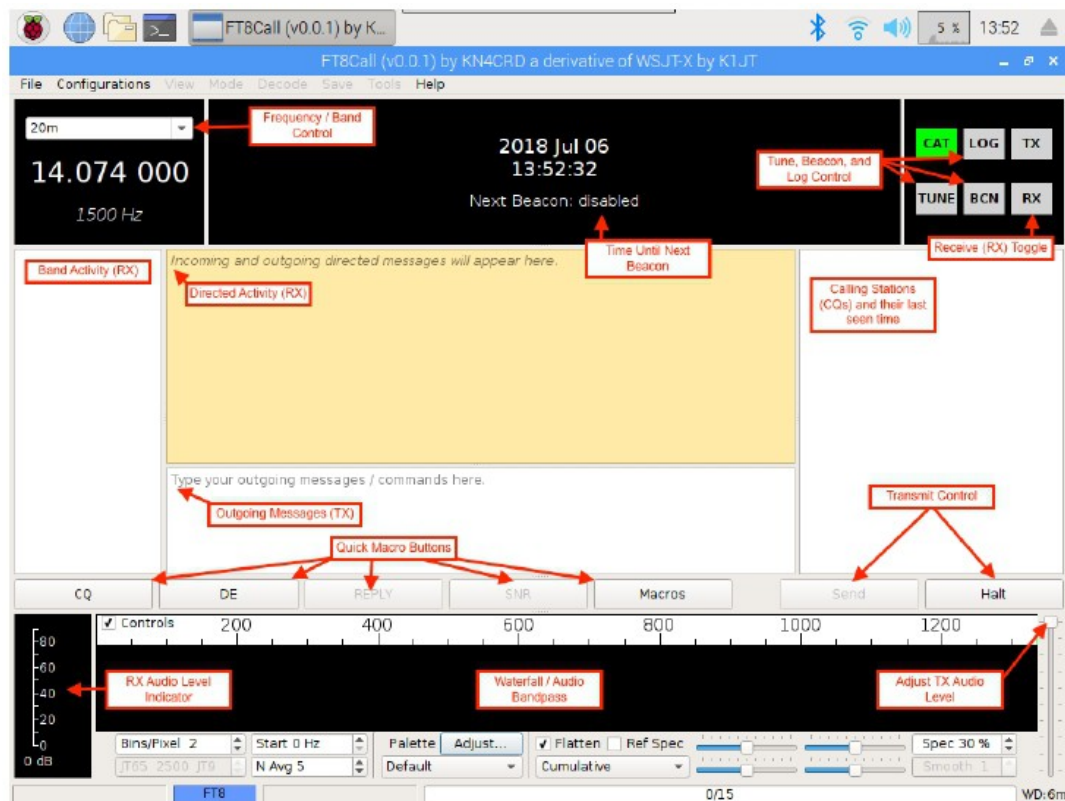 FT8Call (v0.0.1) by K...
5 %
13:52
FT8Call (v0.0.1) by KN4CRD a derivative of WSJT-X by K1JT
File Configurations View Mode Decode Save Tools Help
20m
Frequency / Band
Control
14.074 000
1500 Hz
2018 Jul 06
13:52:32
Next Beacon: disabled
Time Until Next
Beacon
Tune, Beacon, and
Log Control
CAT LOG TX
TUNE BCN RX
Receive (RX) Toggle
Band Activity (RX)
Incoming and outgoing directed messages will appear here.
Directed Activity (RX)
Calling Stations
(CQs) and their last
seen time
Type your outgoing messages / commands here.
Outgoing Messages (TX)
Quick Macro Buttons
Transmit Control
CQ DE REPLY SNR Macros Send Halt
Controls 200 400 600 800 1000 1200
80
60
40
20
0
0 dB
RX Audio Level
Indicator
Waterfall / Audio
Bandpass
Adjust TX Audio
Level
Bins/Pixel 2 Start 0 Hz Palette Adjust... Flatten Ref Spec Spec 30 %
JT65 2500 JT9 N Avg 5 Default Cumulative Smooth 1
FT8 0/15 WD:6m